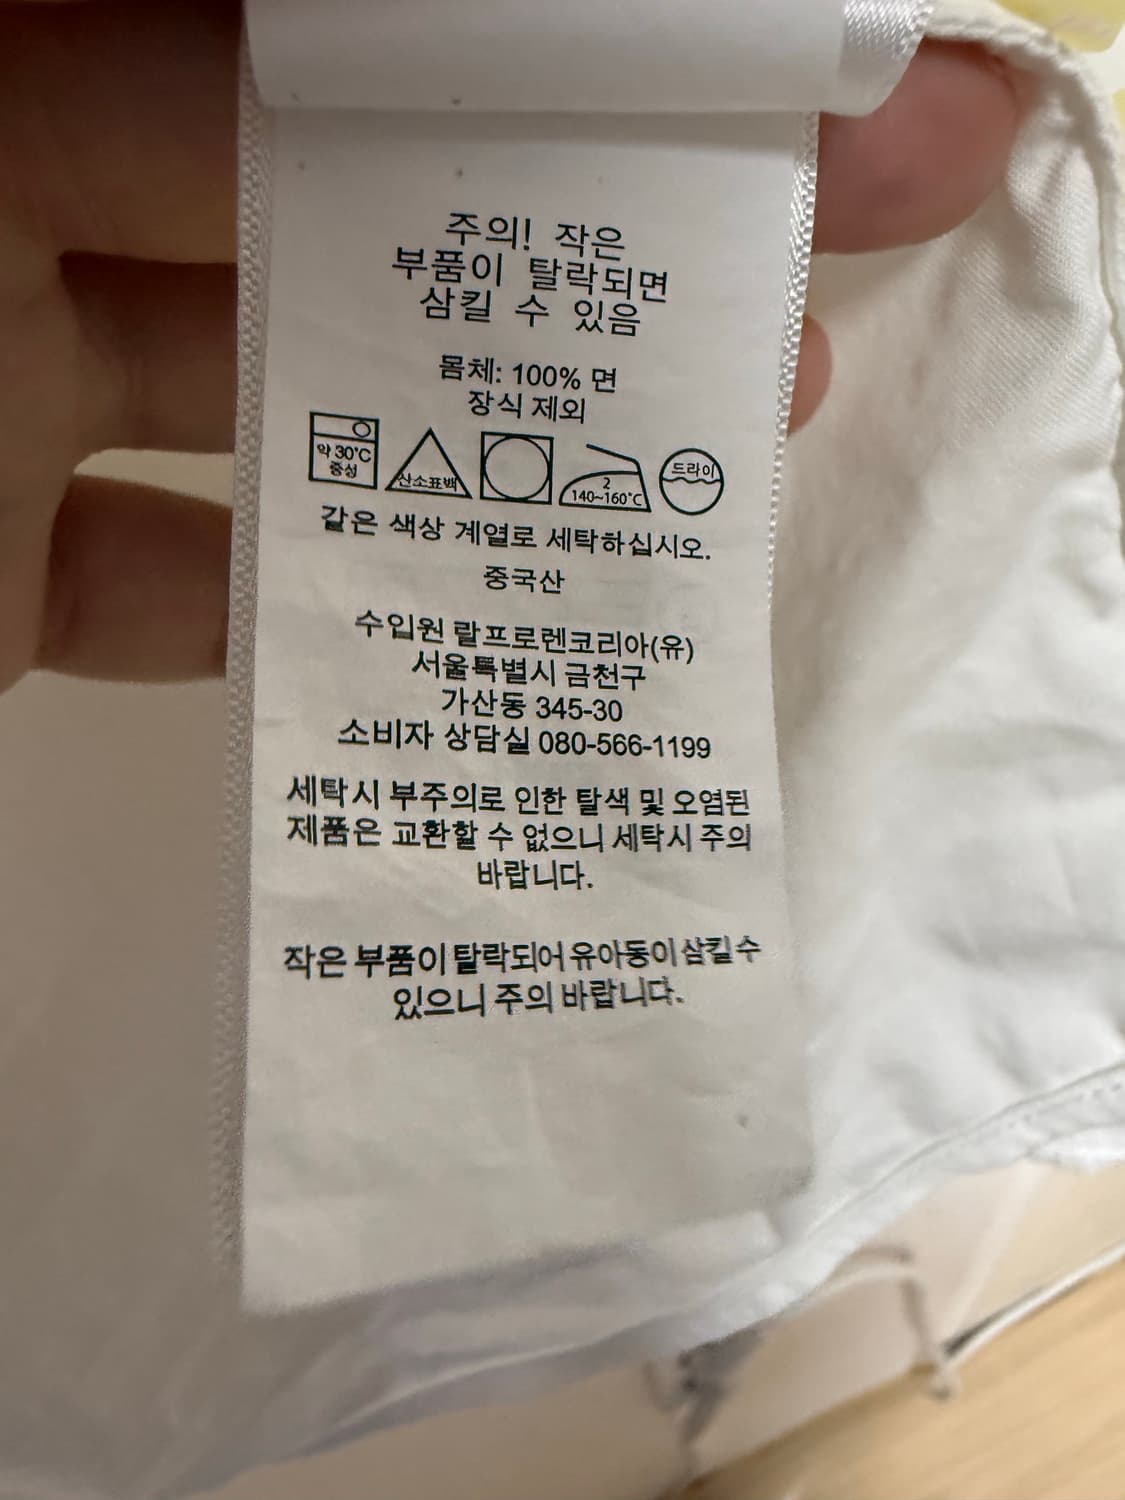 주의! 작은
부품이 탈락되면
삼킬 수 있음
몸체: 100% 면
장식 제외
약 30℃
중성
산소표백
2
140~160℃
드라이
같은 색상 계열로 세탁하십시오.
중국산
수입원 랄프로렌코리아(유)
서울특별시 금천구
가산동 345-30
소비자 상담실 080-566-1199
세탁시 부주의로 인한 탈색 및 오염된
제품은 교환할 수 없으니 세탁시 주의
바랍니다.
작은 부품이 탈락되어 유아동이 삼킬 수
있으니 주의 바랍니다.